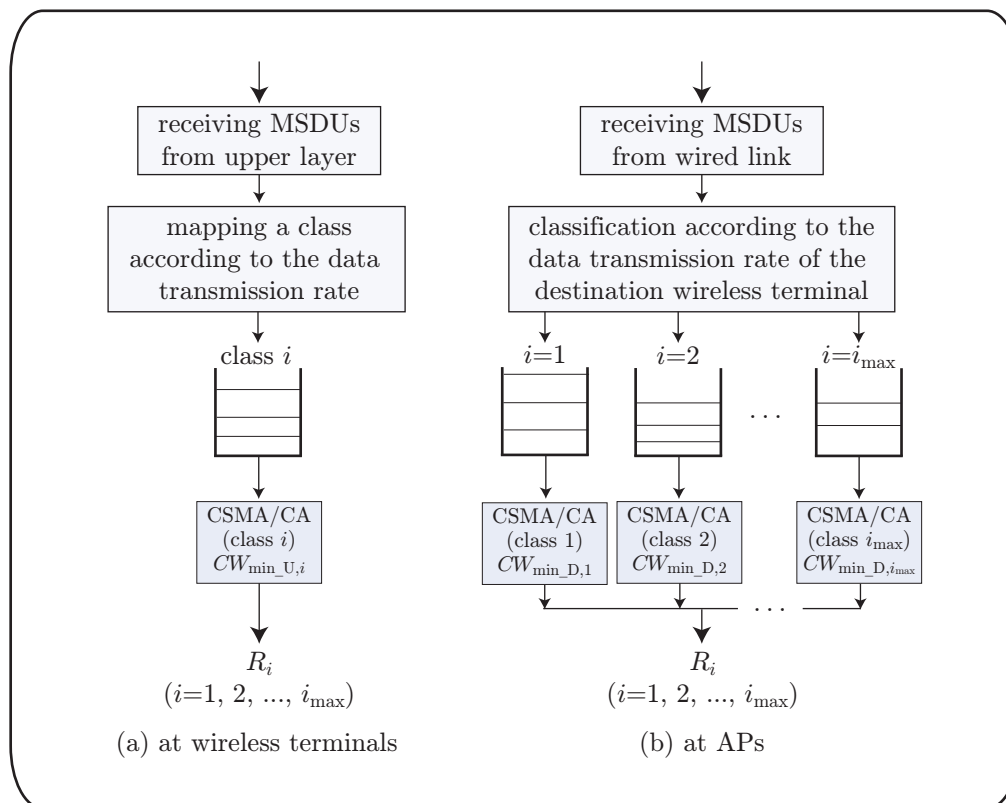 receiving MSDUs
from upper layer
mapping a class
according to the data
transmission rate
class i
CSMA/CA
(class i)
CW_min_U,i
R_i
(i=1, 2, ..., i_max)
(a) at wireless terminals
receiving MSDUs
from wired link
classification according to the
data transmission rate of the
destination wireless terminal
i=1
i=2
i=i_max
. . .
CSMA/CA
(class 1)
CW_min_D,1
CSMA/CA
(class 2)
CW_min_D,2
CSMA/CA
(class i_max)
CW_min_D,i_max
. . .
R_i
(i=1, 2, ..., i_max)
(b) at APs